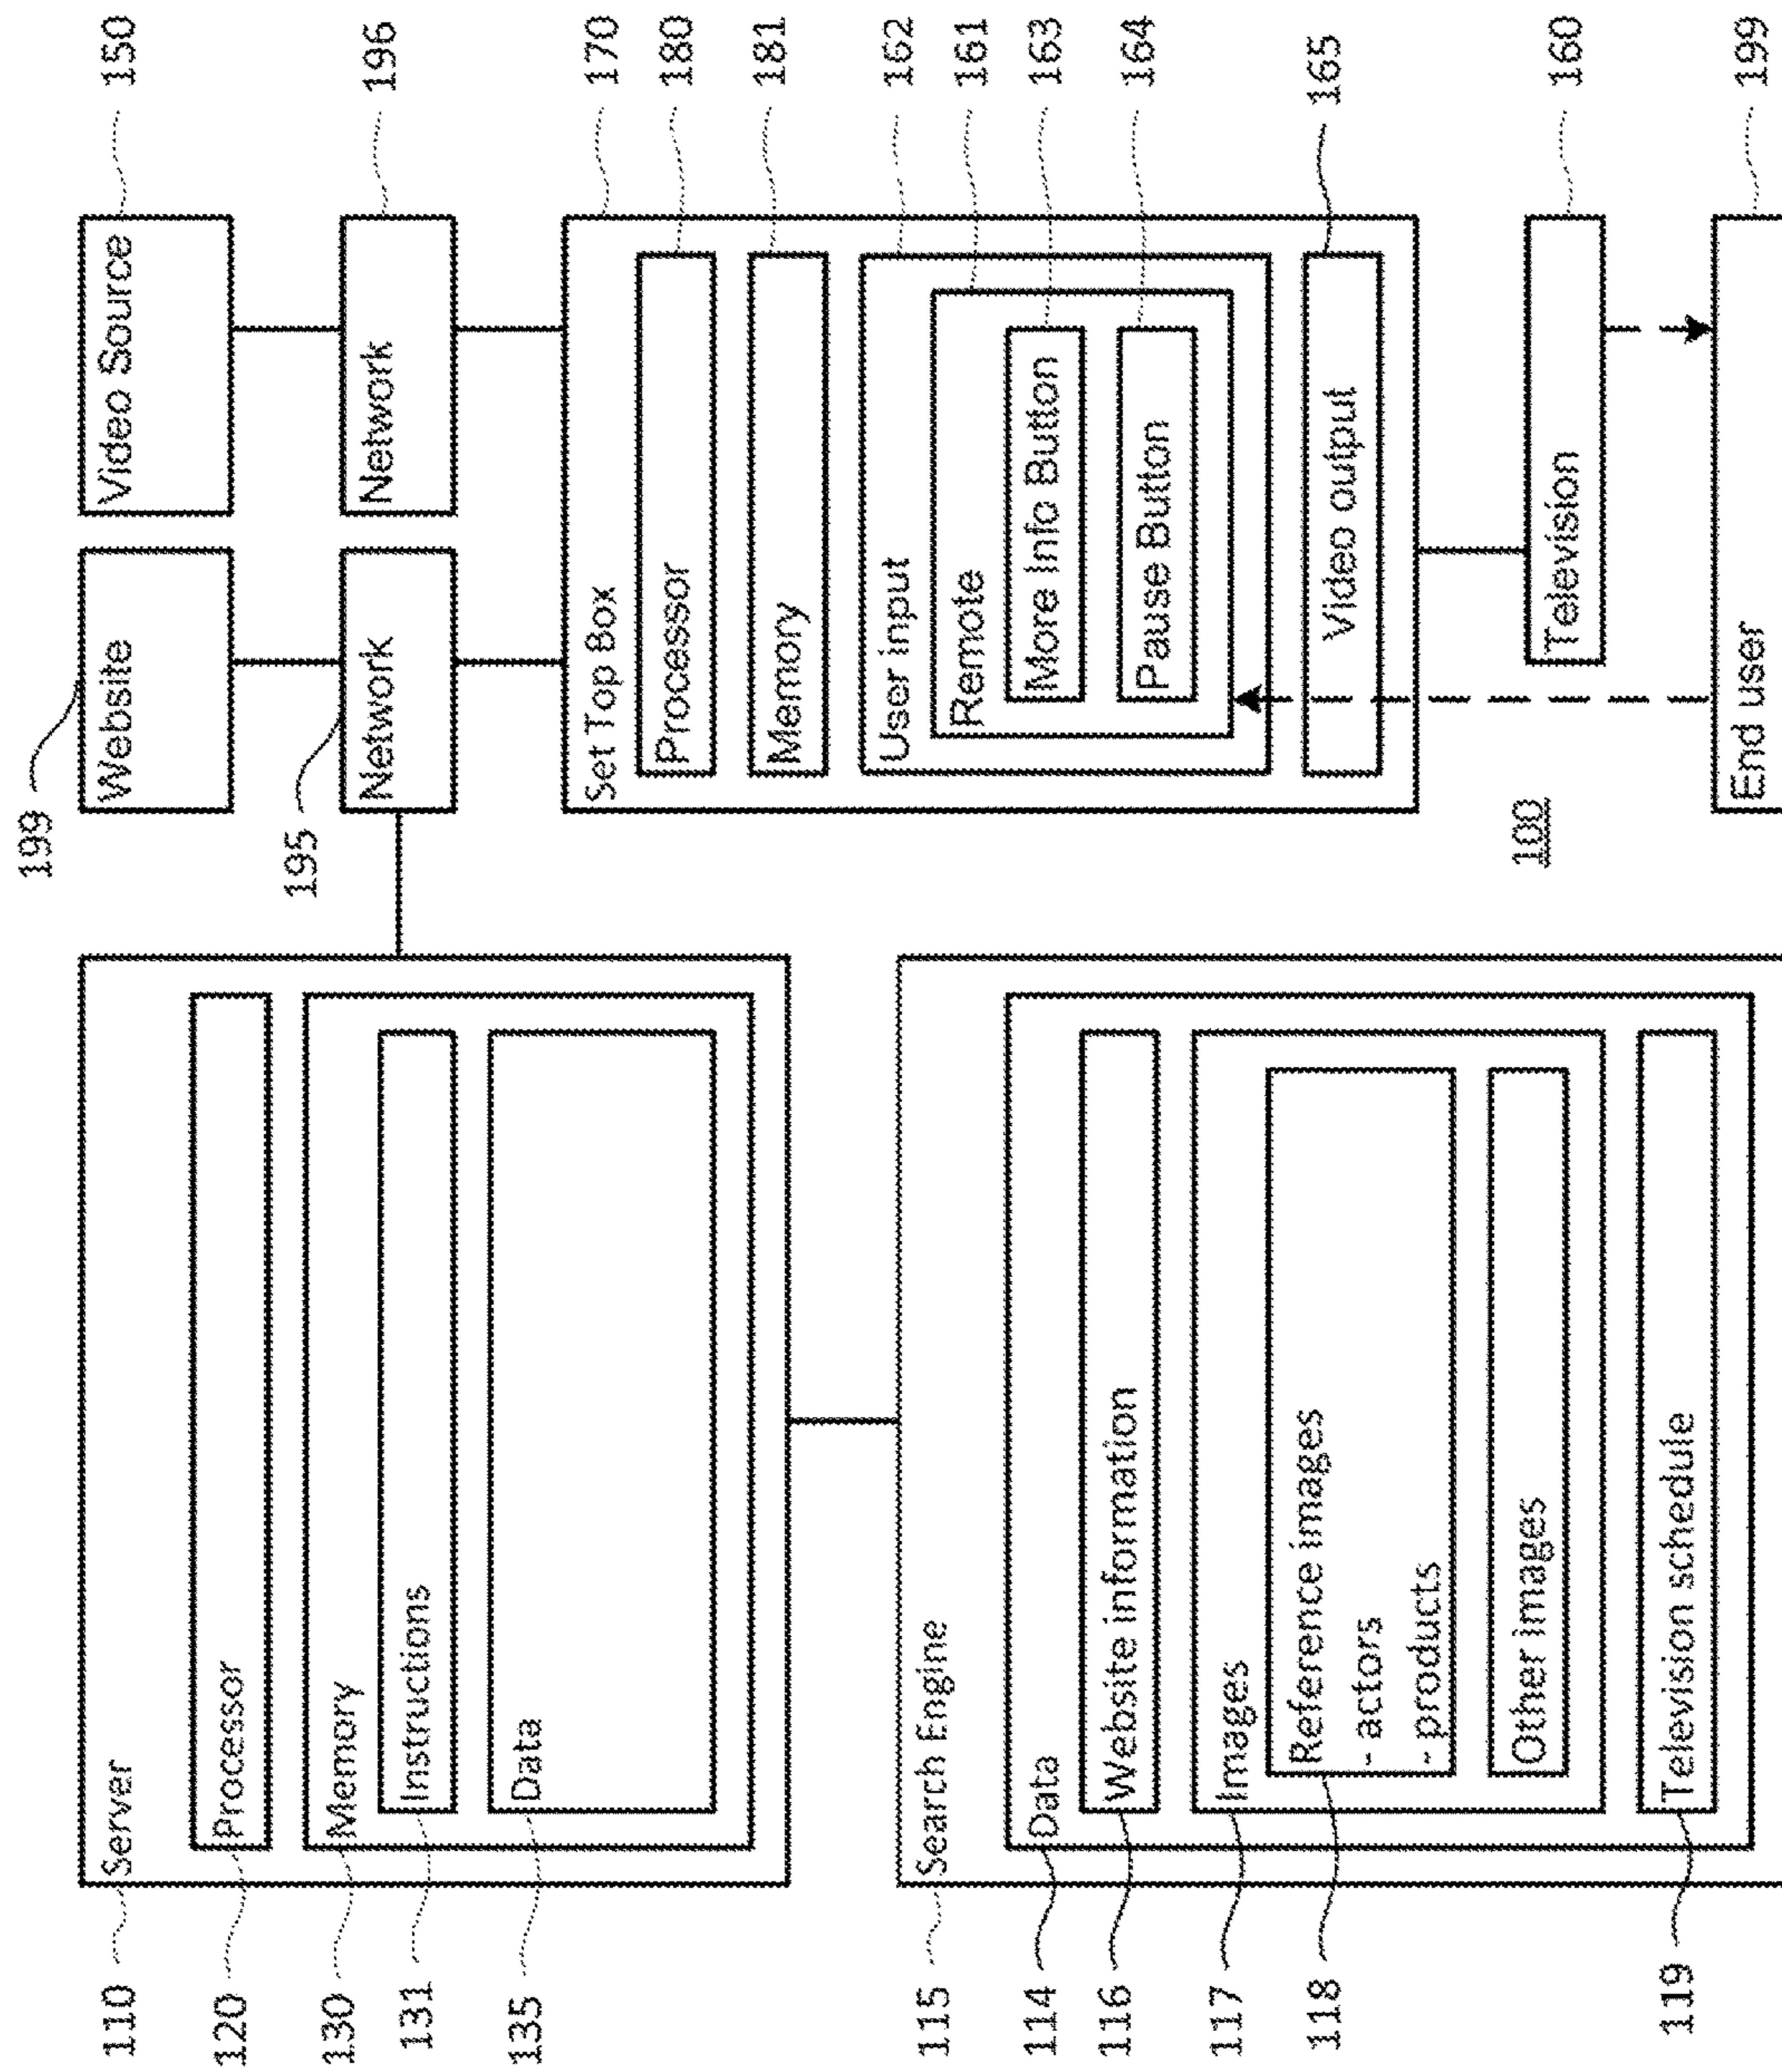 110
Server
120
Processor
130
Memory
131
Instructions
135
Data
115
Search Engine
114
Data
116
Website information
117
Images
118
Reference images
- actors
- products
Other images
119
Television schedule
199
Website
195
Network
Video Source
150
Network
196
Set Top Box
170
Processor
180
Memory
181
User input
162
Remote
161
More Info Button
163
Pause Button
164
Video output
165
Television
160
100
End user
199